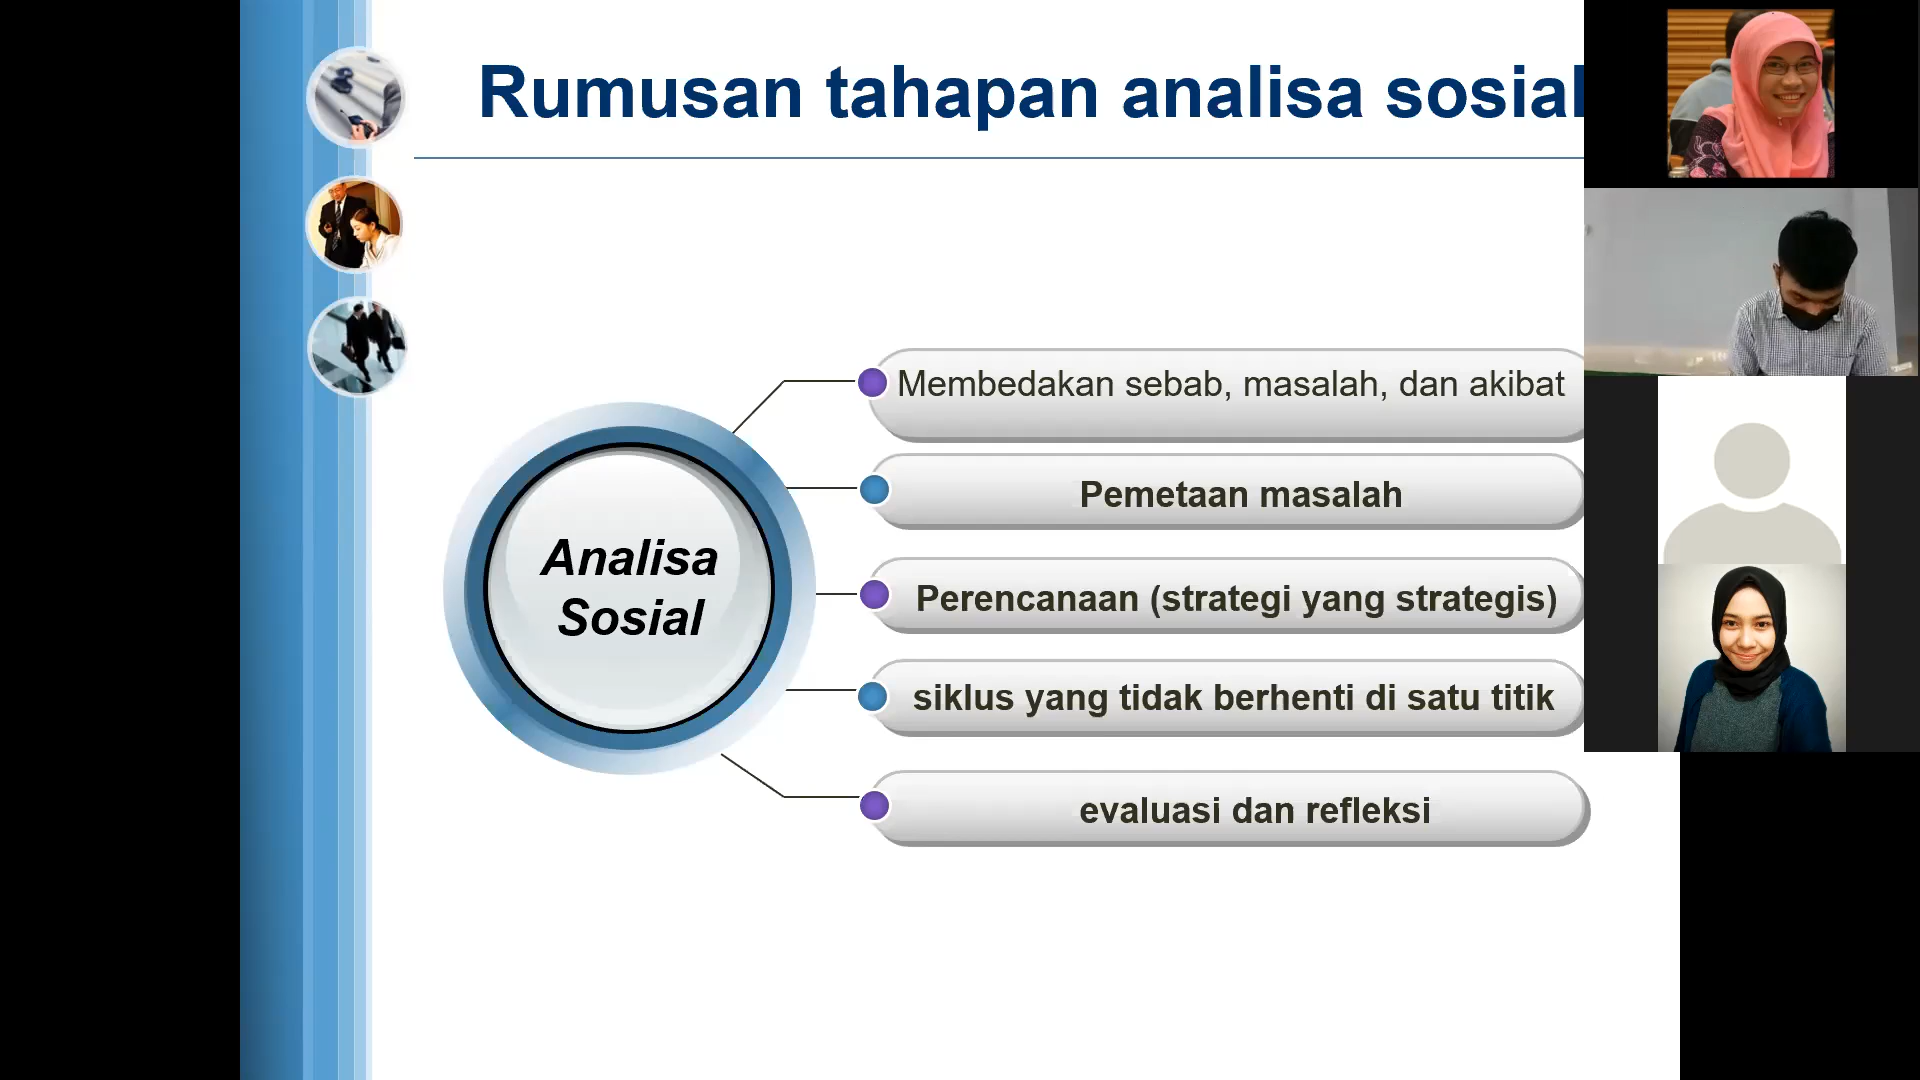 Rumusan tahapan analisa sosial
Membedakan sebab, masalah, dan akibat
Pemetaan masalah
Analisa
Sosial
Perencanaan (strategi yang strategis)
siklus yang tidak berhenti di satu titik
evaluasi dan refleksi